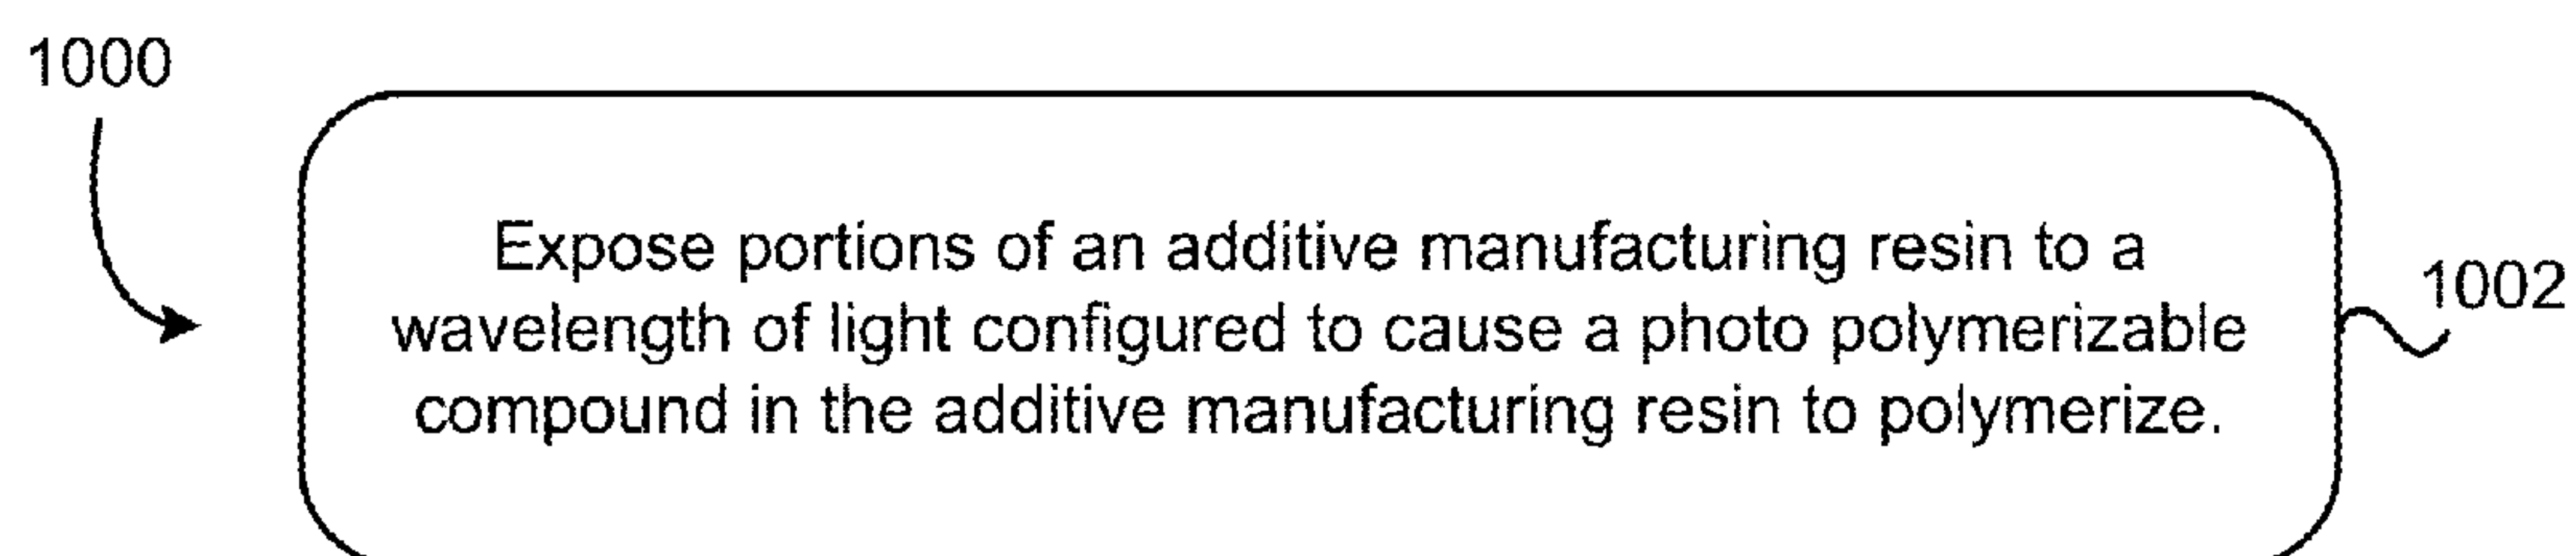 1000
Expose portions of an additive manufacturing resin to a
wavelength of light configured to cause a photo polymerizable
compound in the additive manufacturing resin to polymerize.
1002